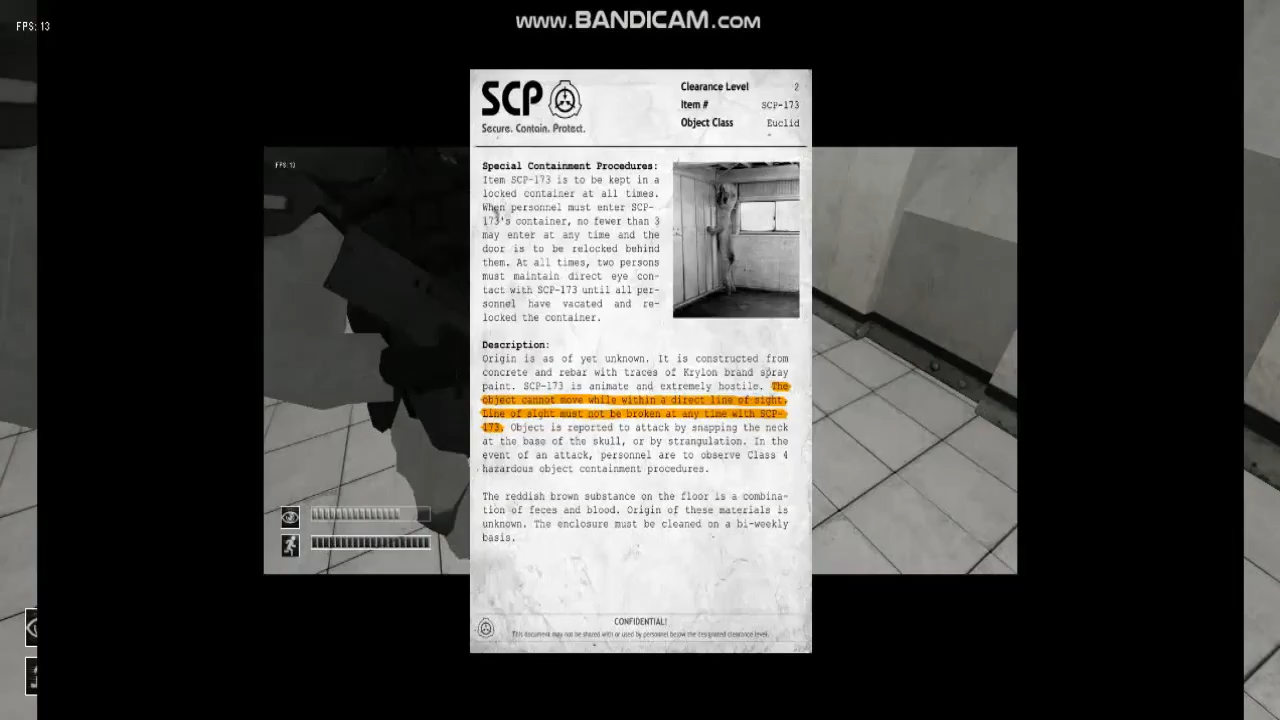 FPS: 13
www.BANDICAM.com
SCP
Secure. Contain. Protect.
Clearance Level 2
Item # SCP-173
Object Class Euclid
FPS: 13
Special Containment Procedures:
Item SCP-173 is to be kept in a
locked container at all times.
When personnel must enter SCP-
173's container, no fewer than 3
may enter at any time and the
door is to be relocked behind
them. At all times, two persons
must maintain direct eye con-
tact with SCP-173 until all per-
sonnel have vacated and re-
locked the container.
Description:
Origin is as of yet unknown. It is constructed from
concrete and rebar with traces of Krylon brand spray
paint. SCP-173 is animate and extremely hostile. The
object cannot move while within a direct line of sight.
Line of sight must not be broken at any time with SCP-
173. Object is reported to attack by snapping the neck
at the base of the skull, or by strangulation. In the
event of an attack, personnel are to observe Class 4
hazardous object containment procedures.
The reddish brown substance on the floor is a combina-
tion of feces and blood. Origin of these materials is
unknown. The enclosure must be cleaned on a bi-weekly
basis.
CONFIDENTIAL!
This document may not be shared with or used by personnel below the designated clearance level.